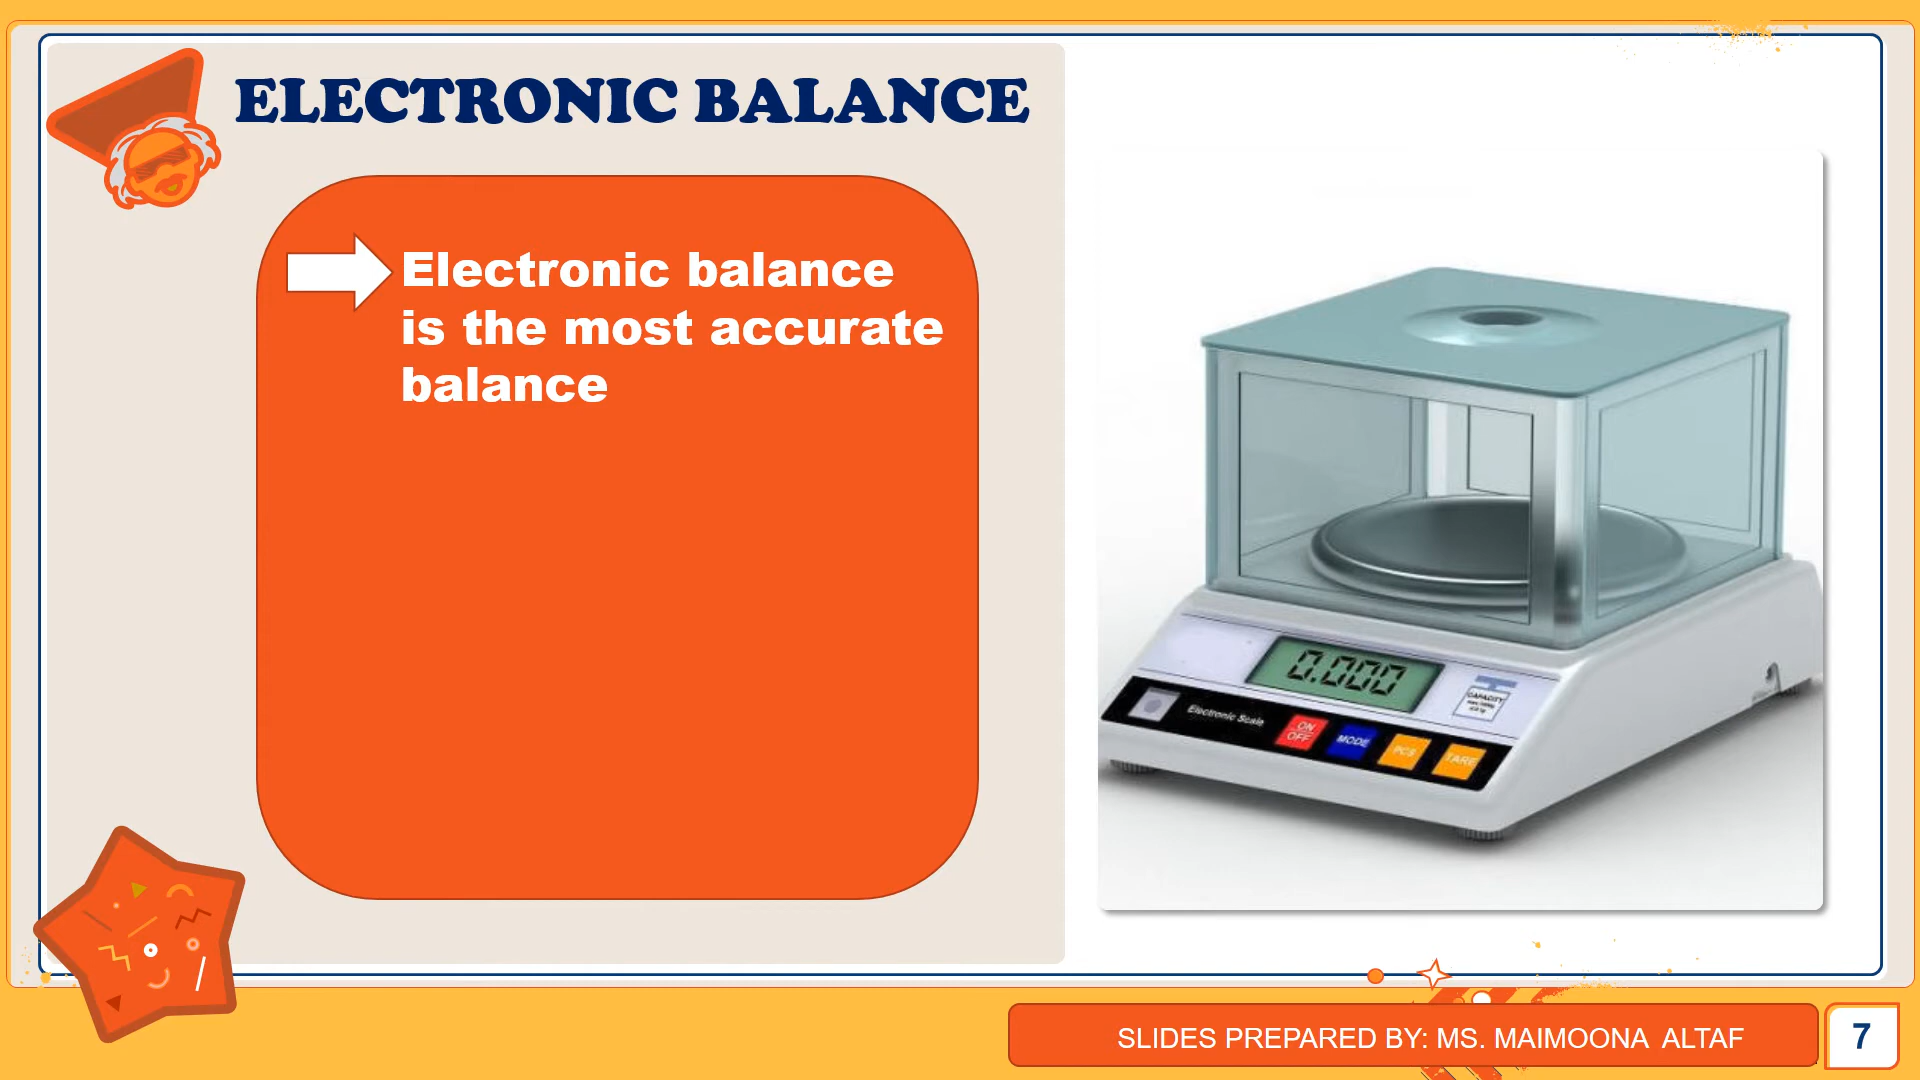 ELECTRONIC BALANCE
Electronic balance
is the most accurate
balance
0.000
CAPACITY
Electronic Scale
ON
OFF
MODE
PCS
TARE
SLIDES PREPARED BY: MS. MAIMOONA ALTAF
7